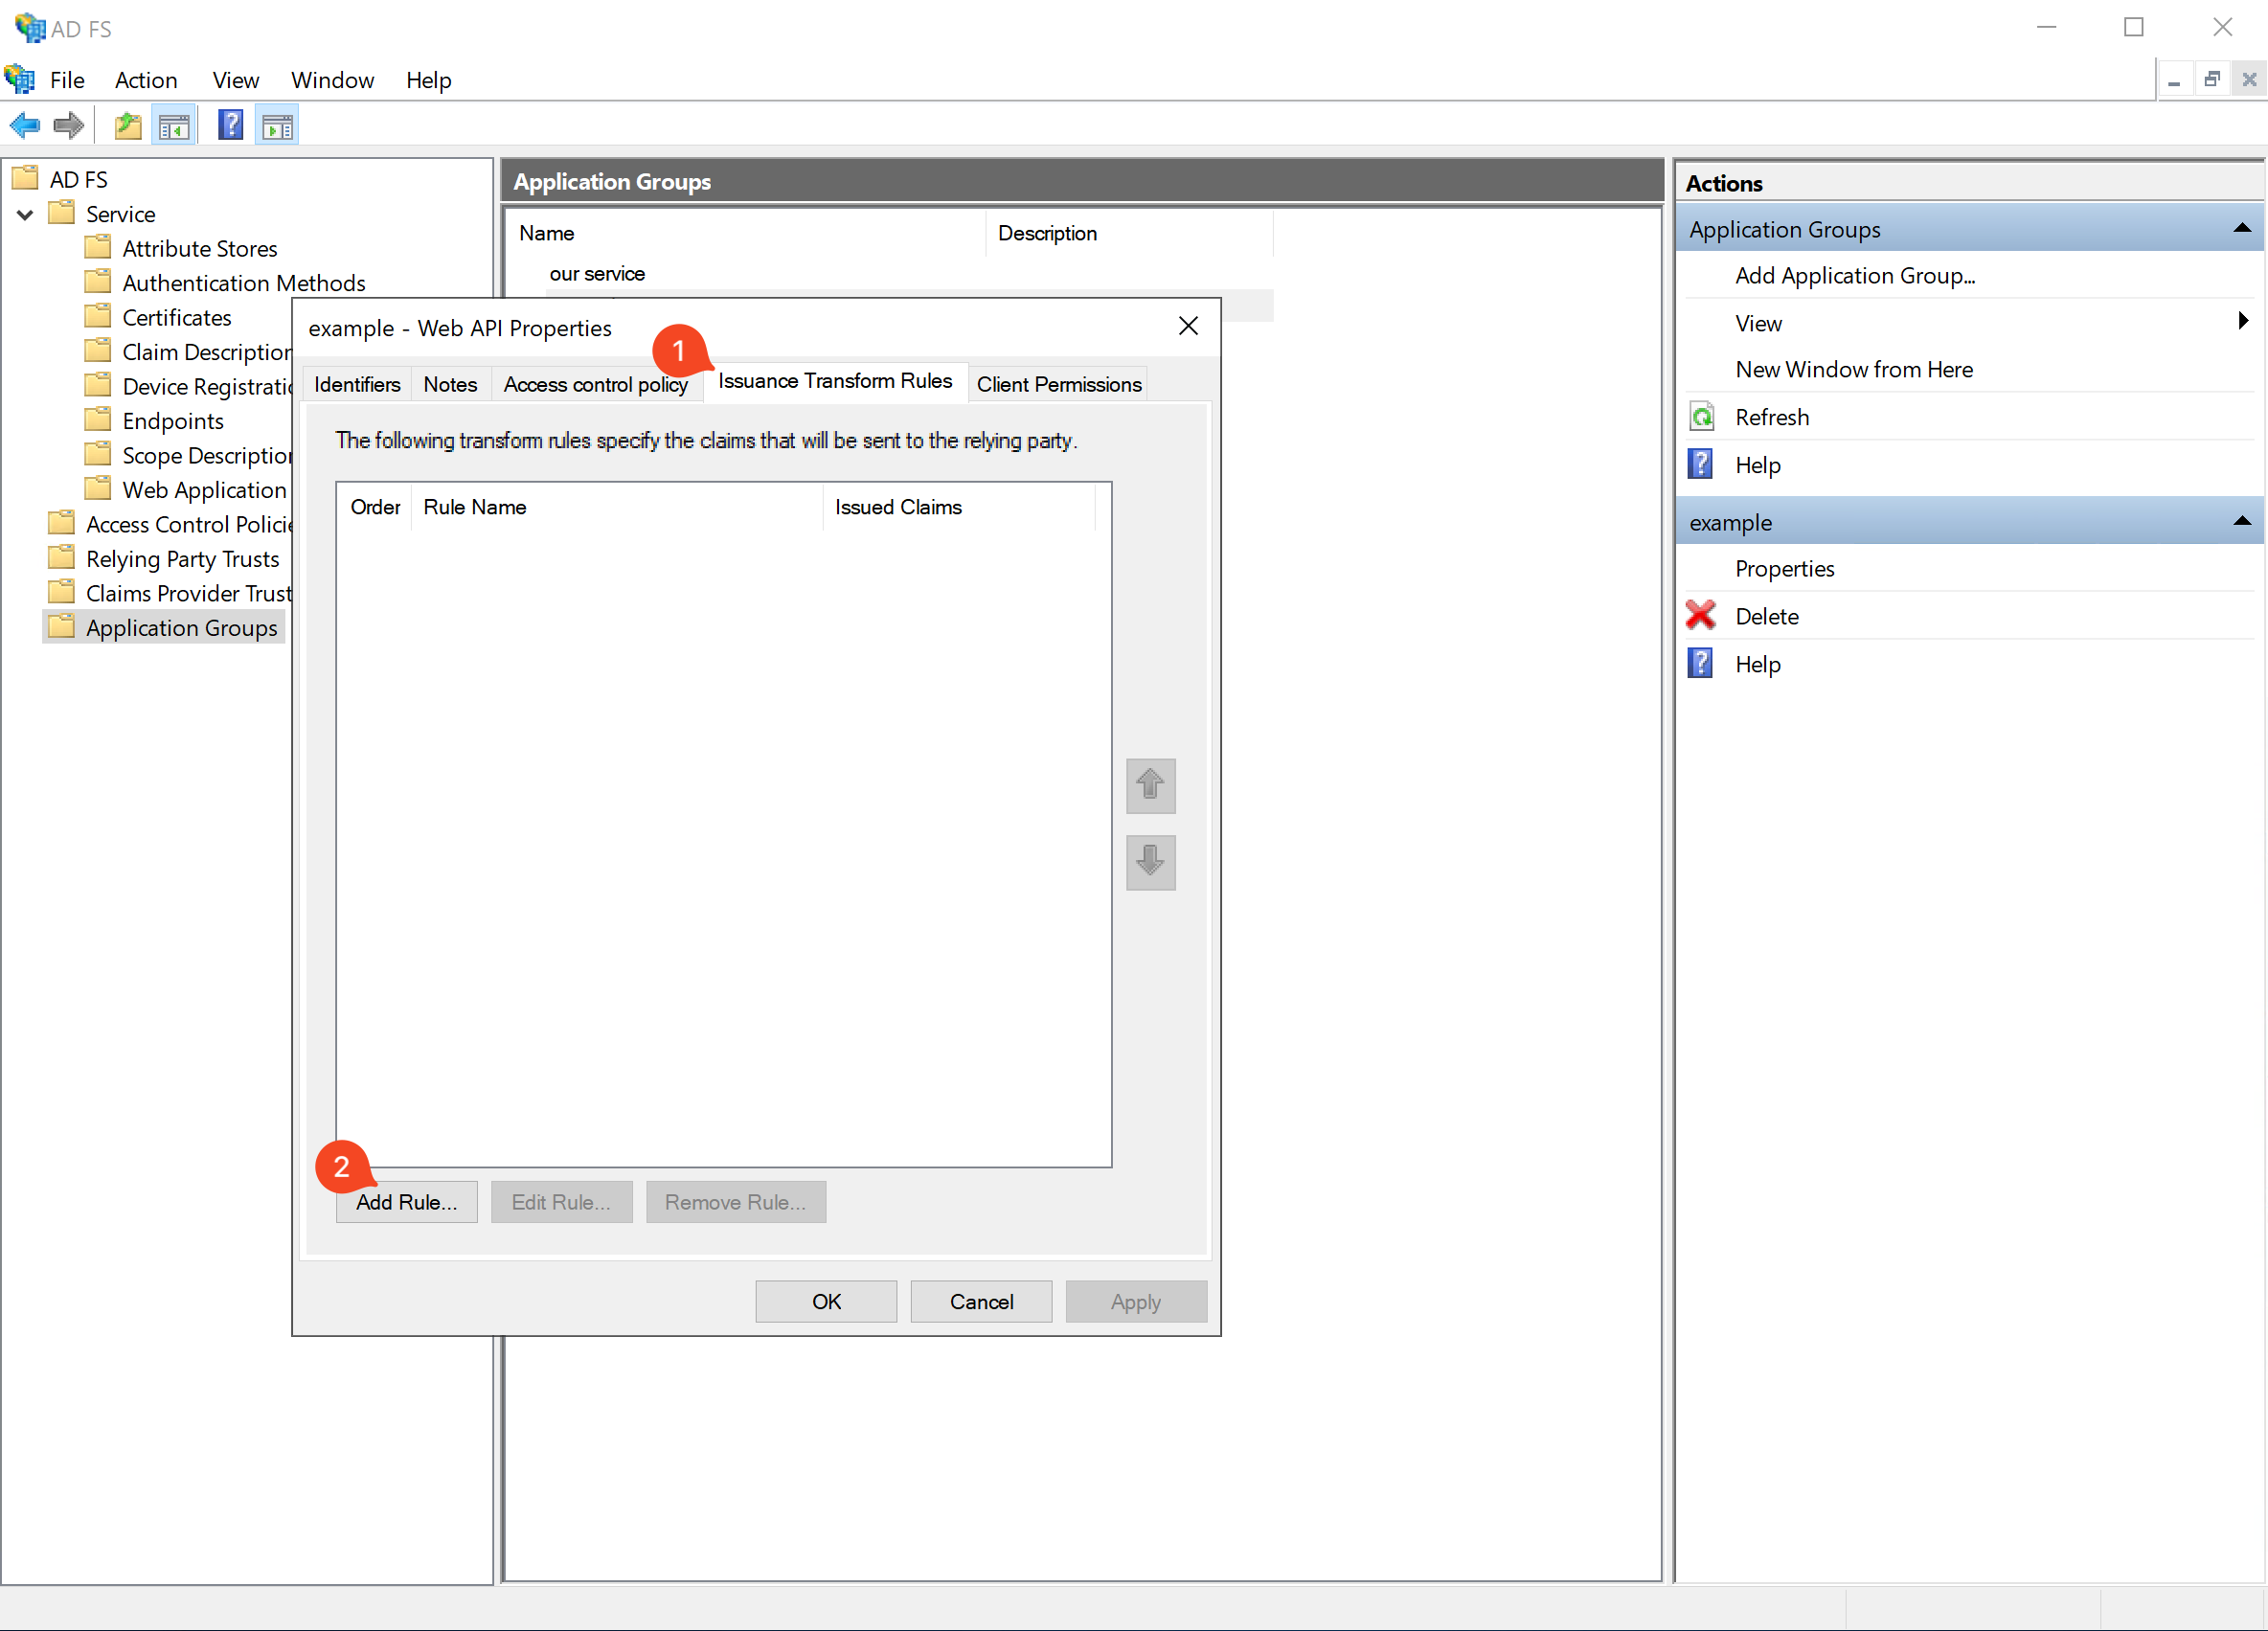 AD FS
File Action View Window Help
AD FS
Service
Attribute Stores
Authentication Methods
Certificates
Claim Description
Device Registratio
Endpoints
Scope Description
Web Application
Access Control Policie
Relying Party Trusts
Claims Provider Trust
Application Groups
Application Groups
Name Description
our service
example - Web API Properties
1
Identifiers Notes Access control policy Issuance Transform Rules Client Permissions
The following transform rules specify the claims that will be sent to the relying party.
Order Rule Name Issued Claims
2
Add Rule... Edit Rule... Remove Rule...
OK Cancel Apply
Actions
Application Groups
Add Application Group...
View
New Window from Here
Refresh
Help
example
Properties
Delete
Help